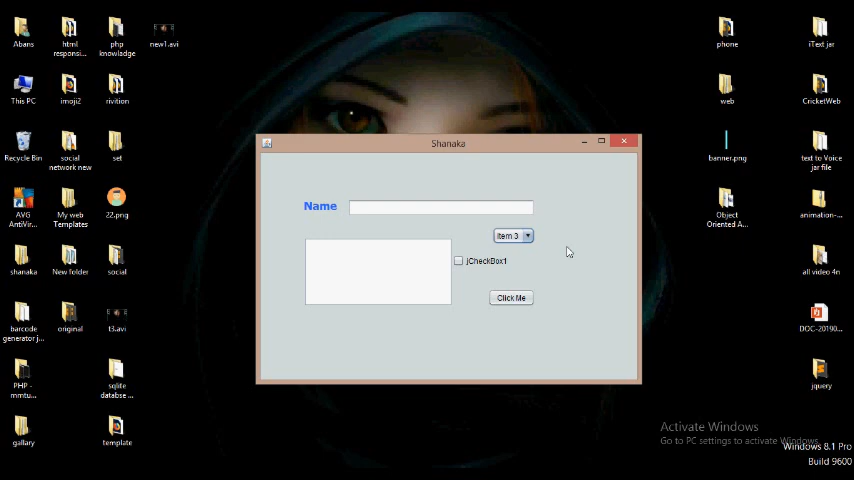 Abans
html
responsi...
php
knowladge
new1.avi
This PC
imoji2
rivition
Recycle Bin
social
network new
set
AVG
AntiVir...
My web
Templates
22.png
shanaka
New folder
social
barcode
generator j...
original
t3.avi
PHP -
mmtu...
sqlite
databse ...
gallary
template
Shanaka
Name
Item 3
jCheckBox1
Click Me
phone
iText jar
web
CricketWeb
banner.png
text to Voice
jar file
Object
Oriented A...
animation-...
all video 4n
DOC-20190...
jquery
Activate Windows
Go to PC settings to activate Windows.
Windows 8.1 Pro
Build 9600